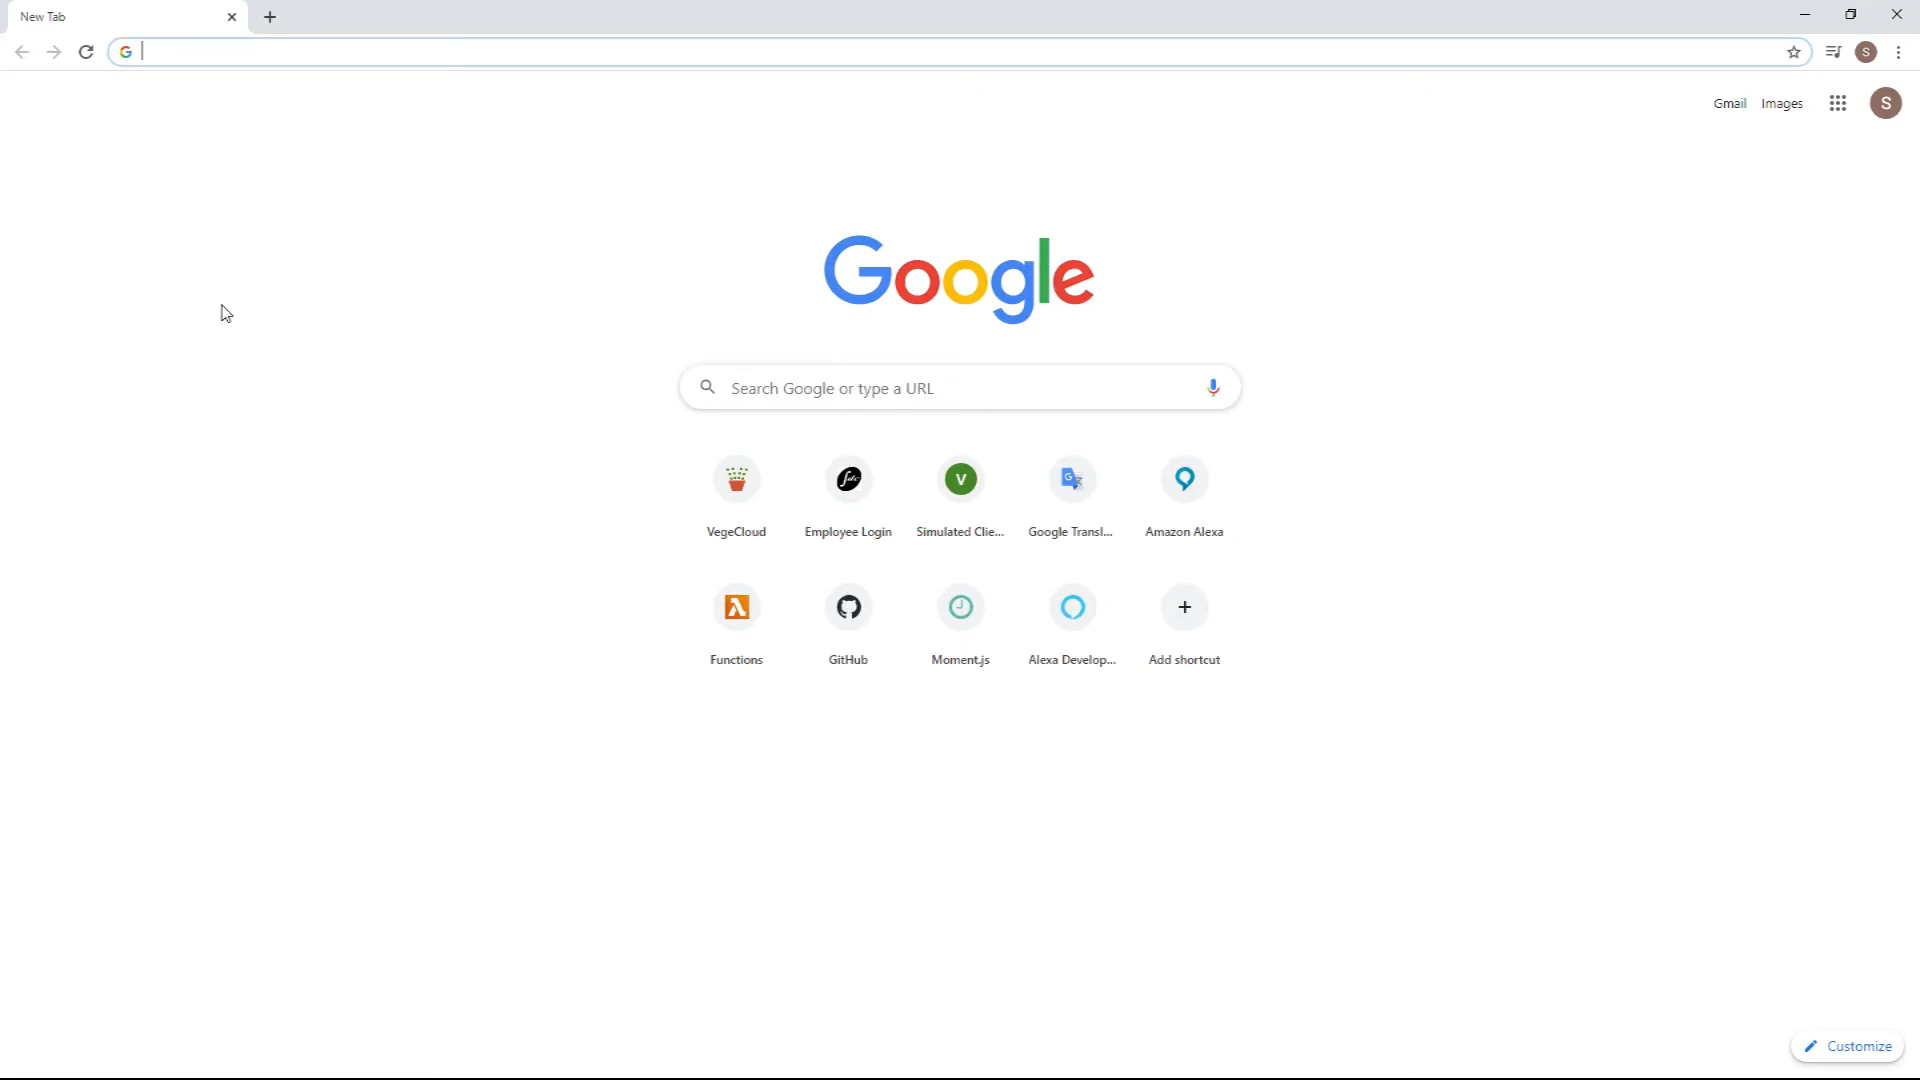 New Tab
Gmail Images
S
S
Google
Search Google or type a URL
V
VegeCloud Employee Login Simulated Clie... Google Transl... Amazon Alexa
Functions GitHub Moment.js Alexa Develop... Add shortcut
Customize